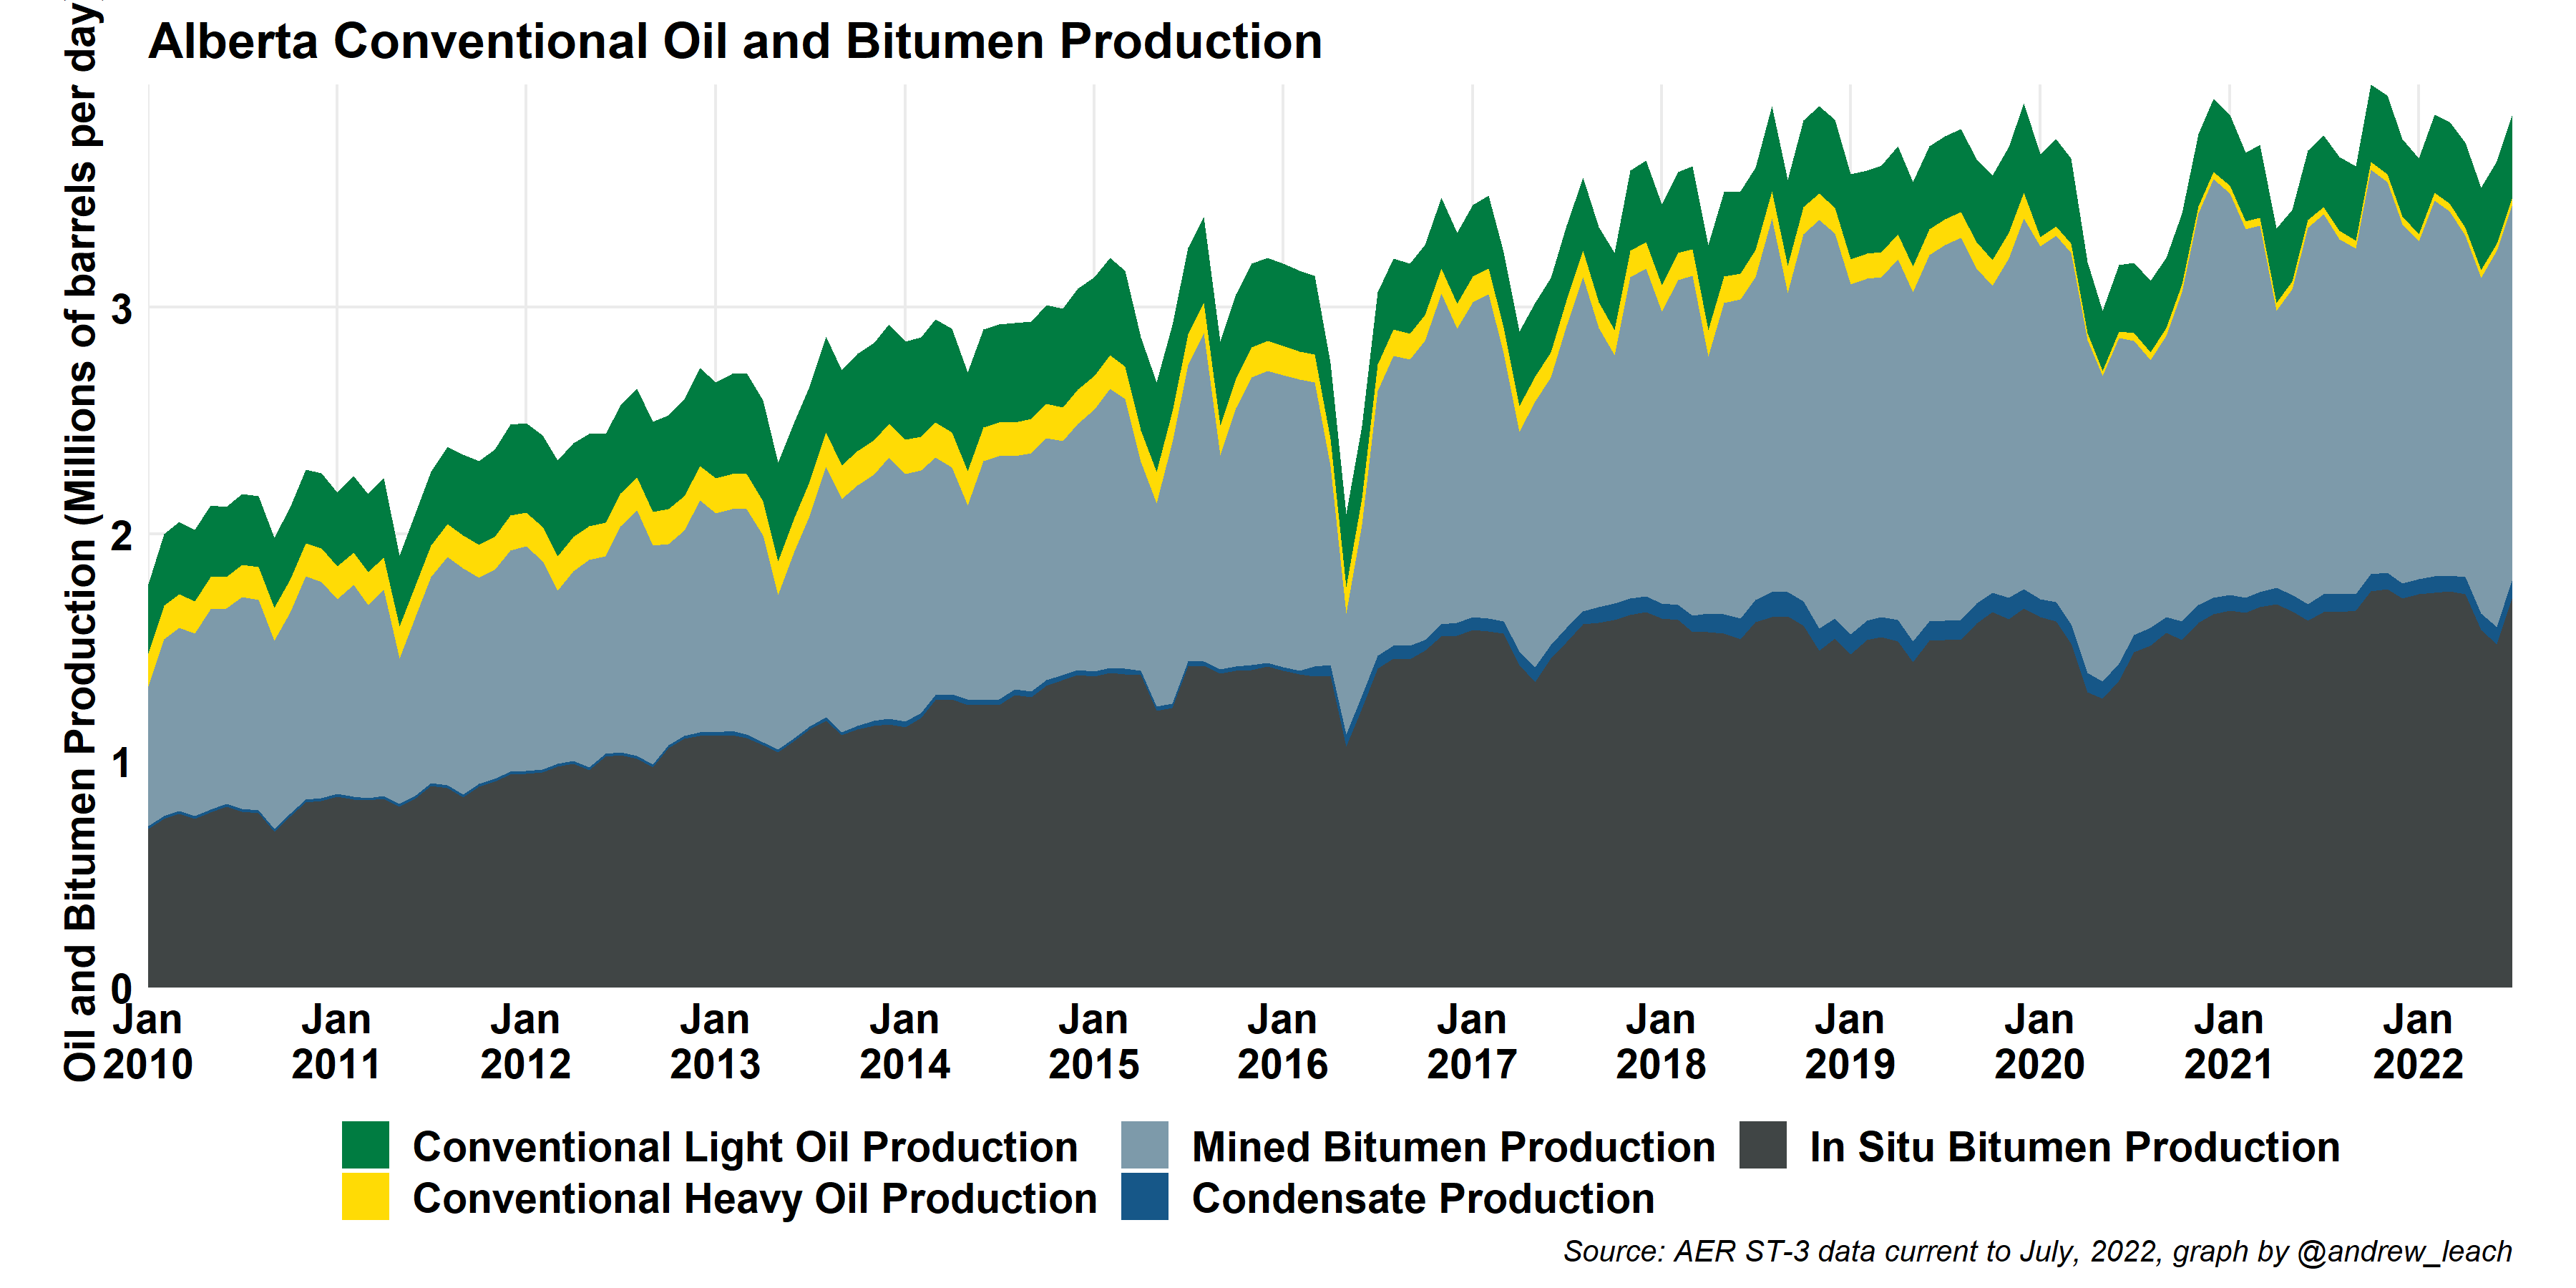 Alberta Conventional Oil and Bitumen Production
Oil and Bitumen Production (Millions of barrels per day)
3
2
1
0
Jan Jan Jan Jan Jan Jan Jan Jan Jan Jan Jan Jan Jan
2010 2011 2012 2013 2014 2015 2016 2017 2018 2019 2020 2021 2022
Conventional Light Oil Production Mined Bitumen Production In Situ Bitumen Production
Conventional Heavy Oil Production Condensate Production
Source: AER ST-3 data current to July, 2022, graph by @andrew_leach